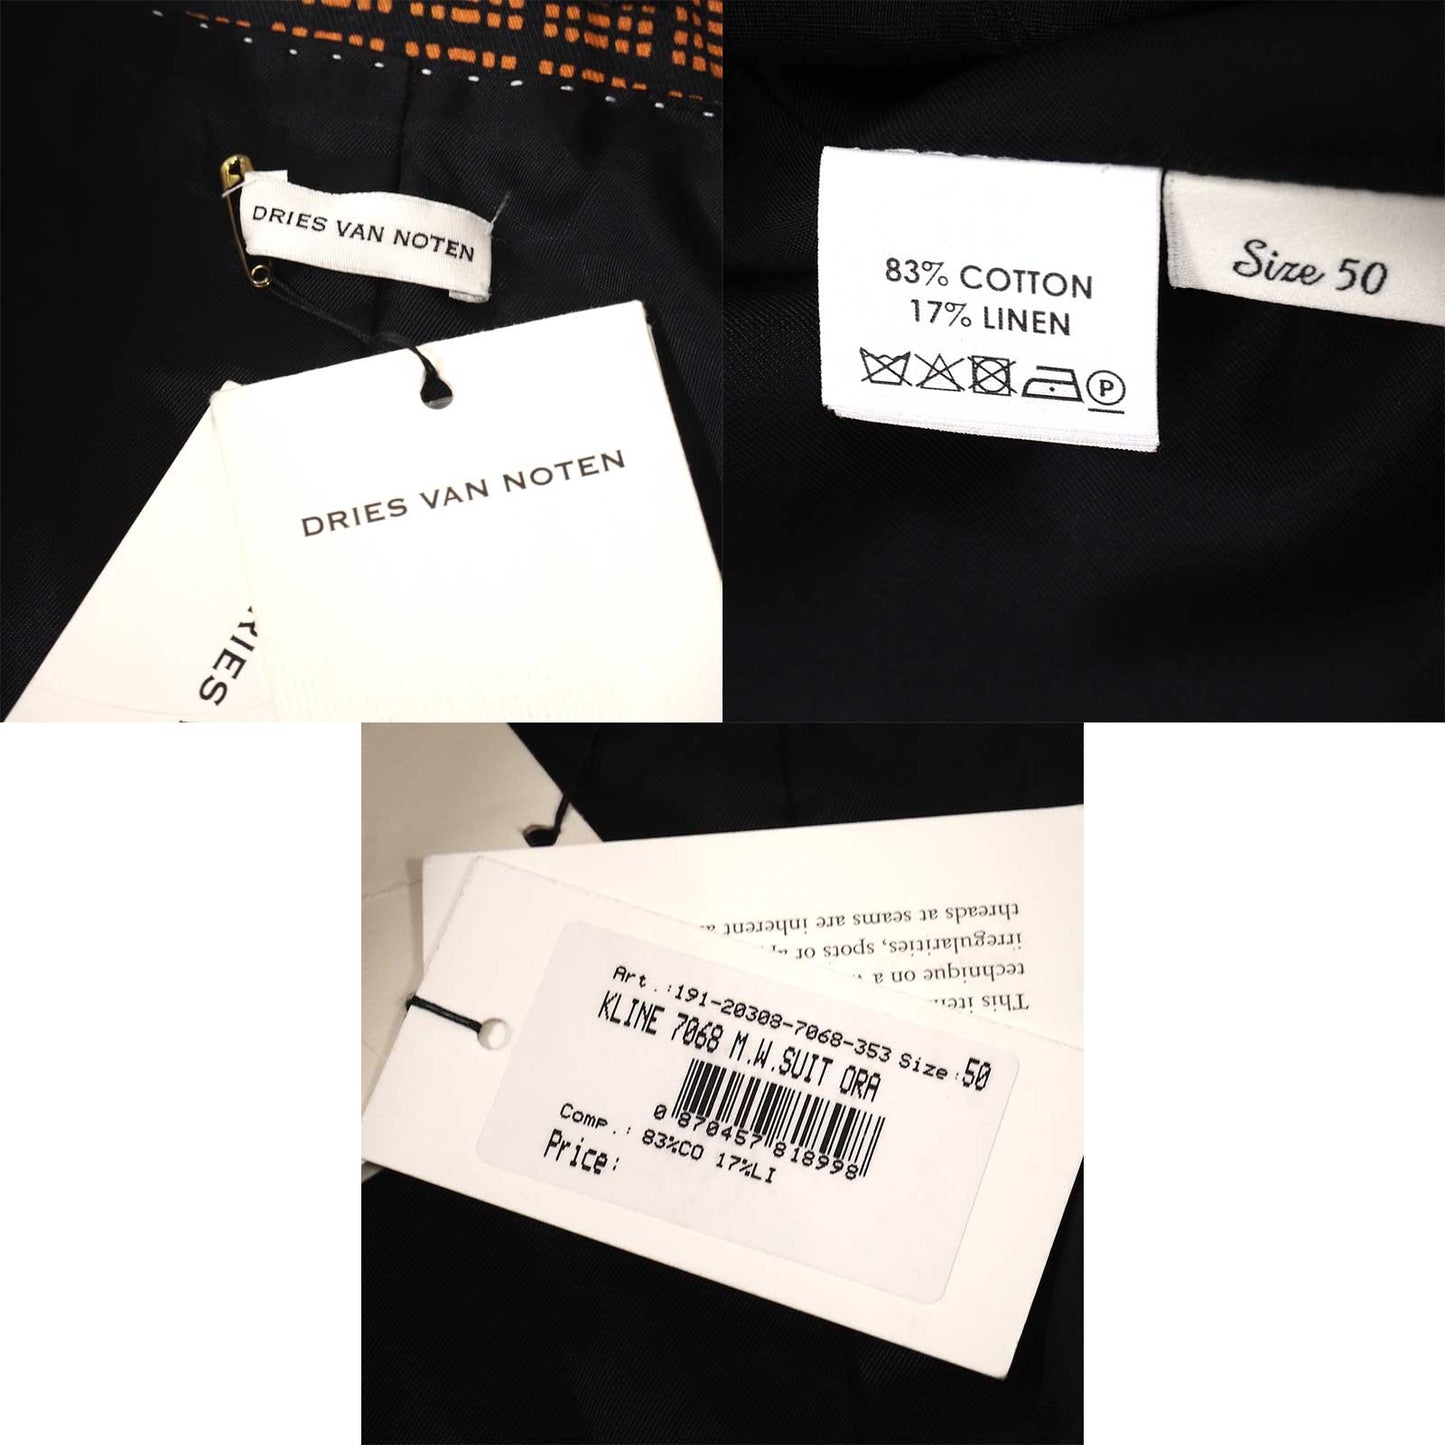 DRIES VAN NOTEN
DRIES VAN NOTEN
RIES
83% COTTON
17% LINEN
P
Size 50
threads at seams are inherent
irregularities, spots or
technique on a
This
Art.:191-20308-7068-353 Size:50
KLINE 7068 M.W.SUIT ORA
0 870457 818998
Comp.: 83%CO 17%LI
Price: